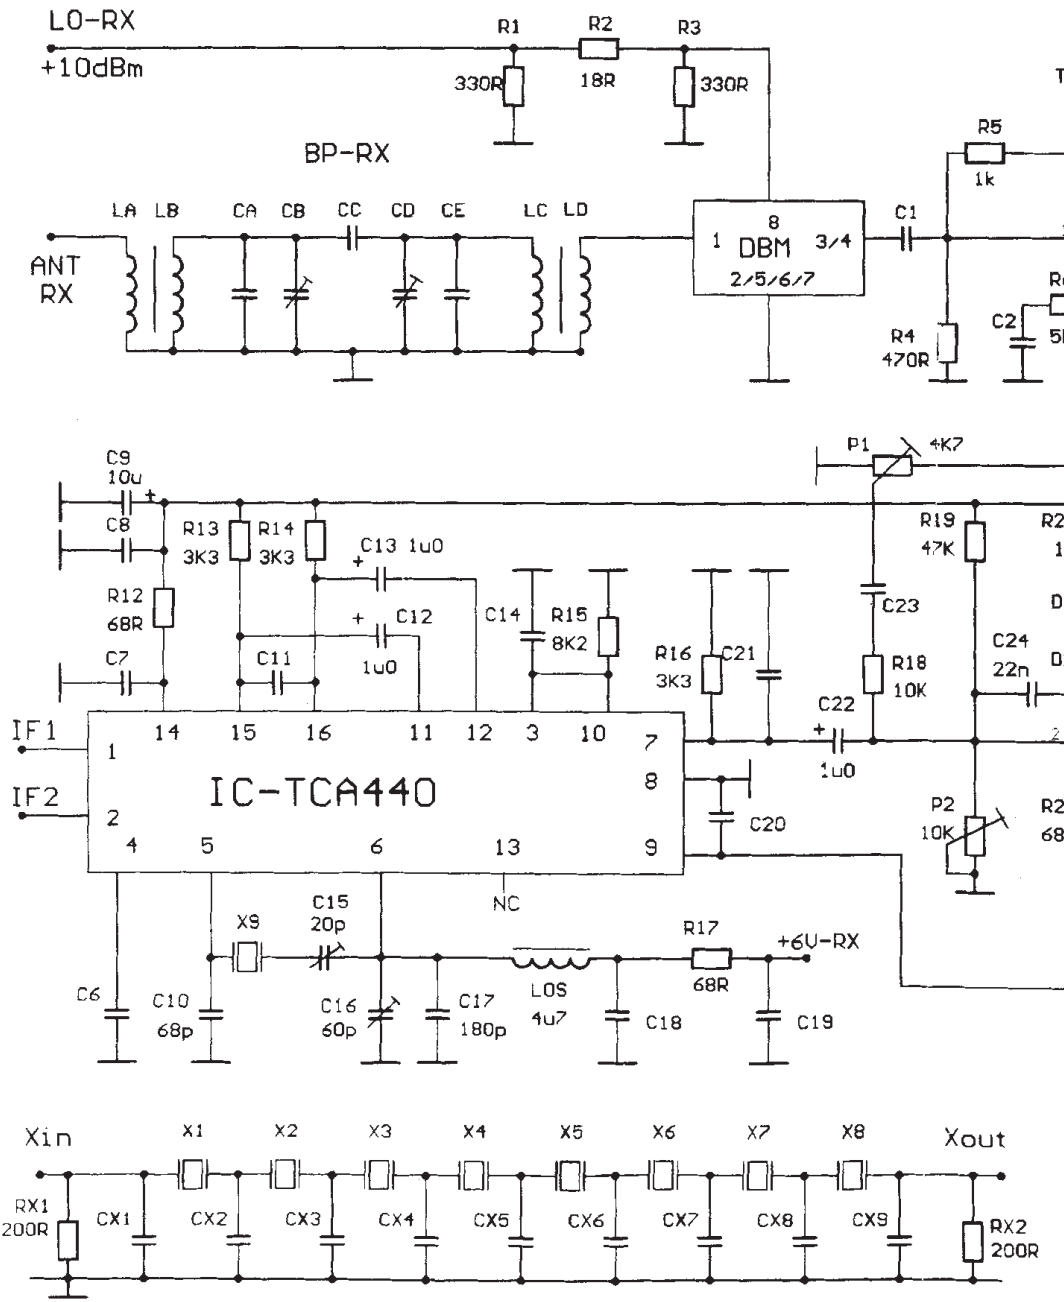 LO-RX
+10dBm
R1
R2
R3
330R
18R
330R
T
R5
1k
BP-RX
LA LB CA CB CC CD CE LC LD
ANT
RX
1
8
DBM
3/4
2/5/6/7
C1
R4
470R
C2
C9
10u
+
C8
R12
68R
C7
R13
3K3
R14
3K3
C11
+
C13 1u0
+
C12
1u0
C14
R15
8K2
P1
4K7
R19
47K
C23
R16
3K3
C21
R18
10K
C24
22n
C22
+
1u0
2
IF1
IF2
14 15 16 11 12 3 10
1
2
7
8
9
IC-TCA440
4 5 6 13
NC
C20
P2
10K
X9
C15
20p
R17
68R
+6V-RX
LOS
4u7
C6
C10
68p
C16
60p
C17
180p
C18
C19
Xin
X1 X2 X3 X4 X5 X6 X7 X8
Xout
RX1
200R
CX1 CX2 CX3 CX4 CX5 CX6 CX7 CX8 CX9
RX2
200R